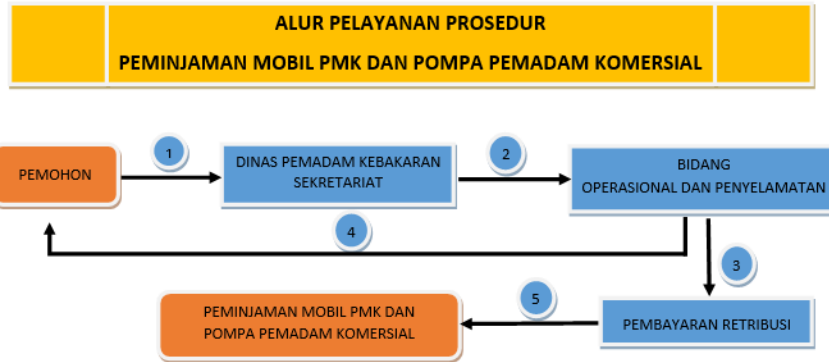 ALUR PELAYANAN PROSEDUR
PEMINJAMAN MOBIL PMK DAN POMPA PEMADAM KOMERSIAL
PEMOHON
1
DINAS PEMADAM KEBAKARAN
SEKRETARIAT
2
BIDANG
OPERASIONAL DAN PENYELAMATAN
4
3
PEMINJAMAN MOBIL PMK DAN
POMPA PEMADAM KOMERSIAL
5
PEMBAYARAN RETRIBUSI